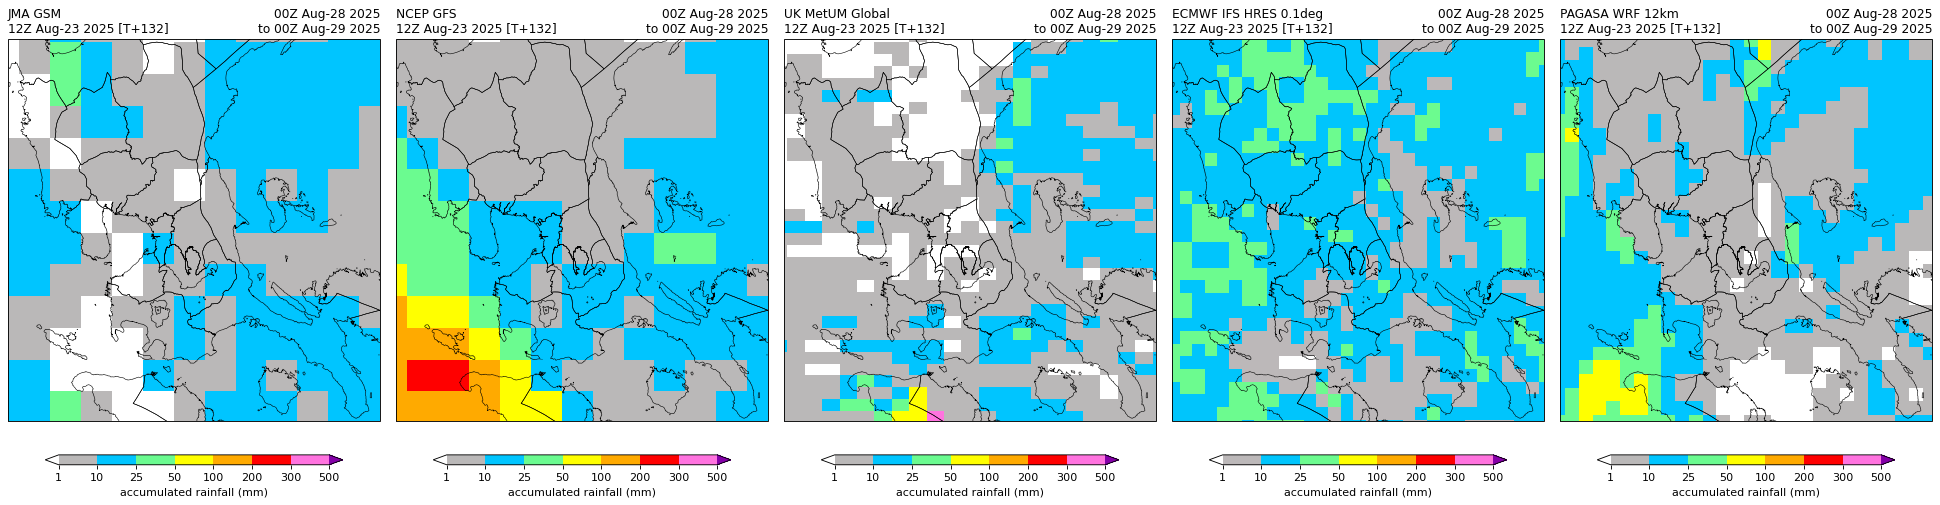 JMA GSM 00Z Aug-28 2025
12Z Aug-23 2025 [T+132] to 00Z Aug-29 2025
1 10 25 50 100 200 300 500
accumulated rainfall (mm)
NCEP GFS 00Z Aug-28 2025
12Z Aug-23 2025 [T+132] to 00Z Aug-29 2025
1 10 25 50 100 200 300 500
accumulated rainfall (mm)
UK MetUM Global 00Z Aug-28 2025
12Z Aug-23 2025 [T+132] to 00Z Aug-29 2025
1 10 25 50 100 200 300 500
accumulated rainfall (mm)
ECMWF IFS HRES 0.1deg 00Z Aug-28 2025
12Z Aug-23 2025 [T+132] to 00Z Aug-29 2025
1 10 25 50 100 200 300 500
accumulated rainfall (mm)
PAGASA WRF 12km 00Z Aug-28 2025
12Z Aug-23 2025 [T+132] to 00Z Aug-29 2025
1 10 25 50 100 200 300 500
accumulated rainfall (mm)